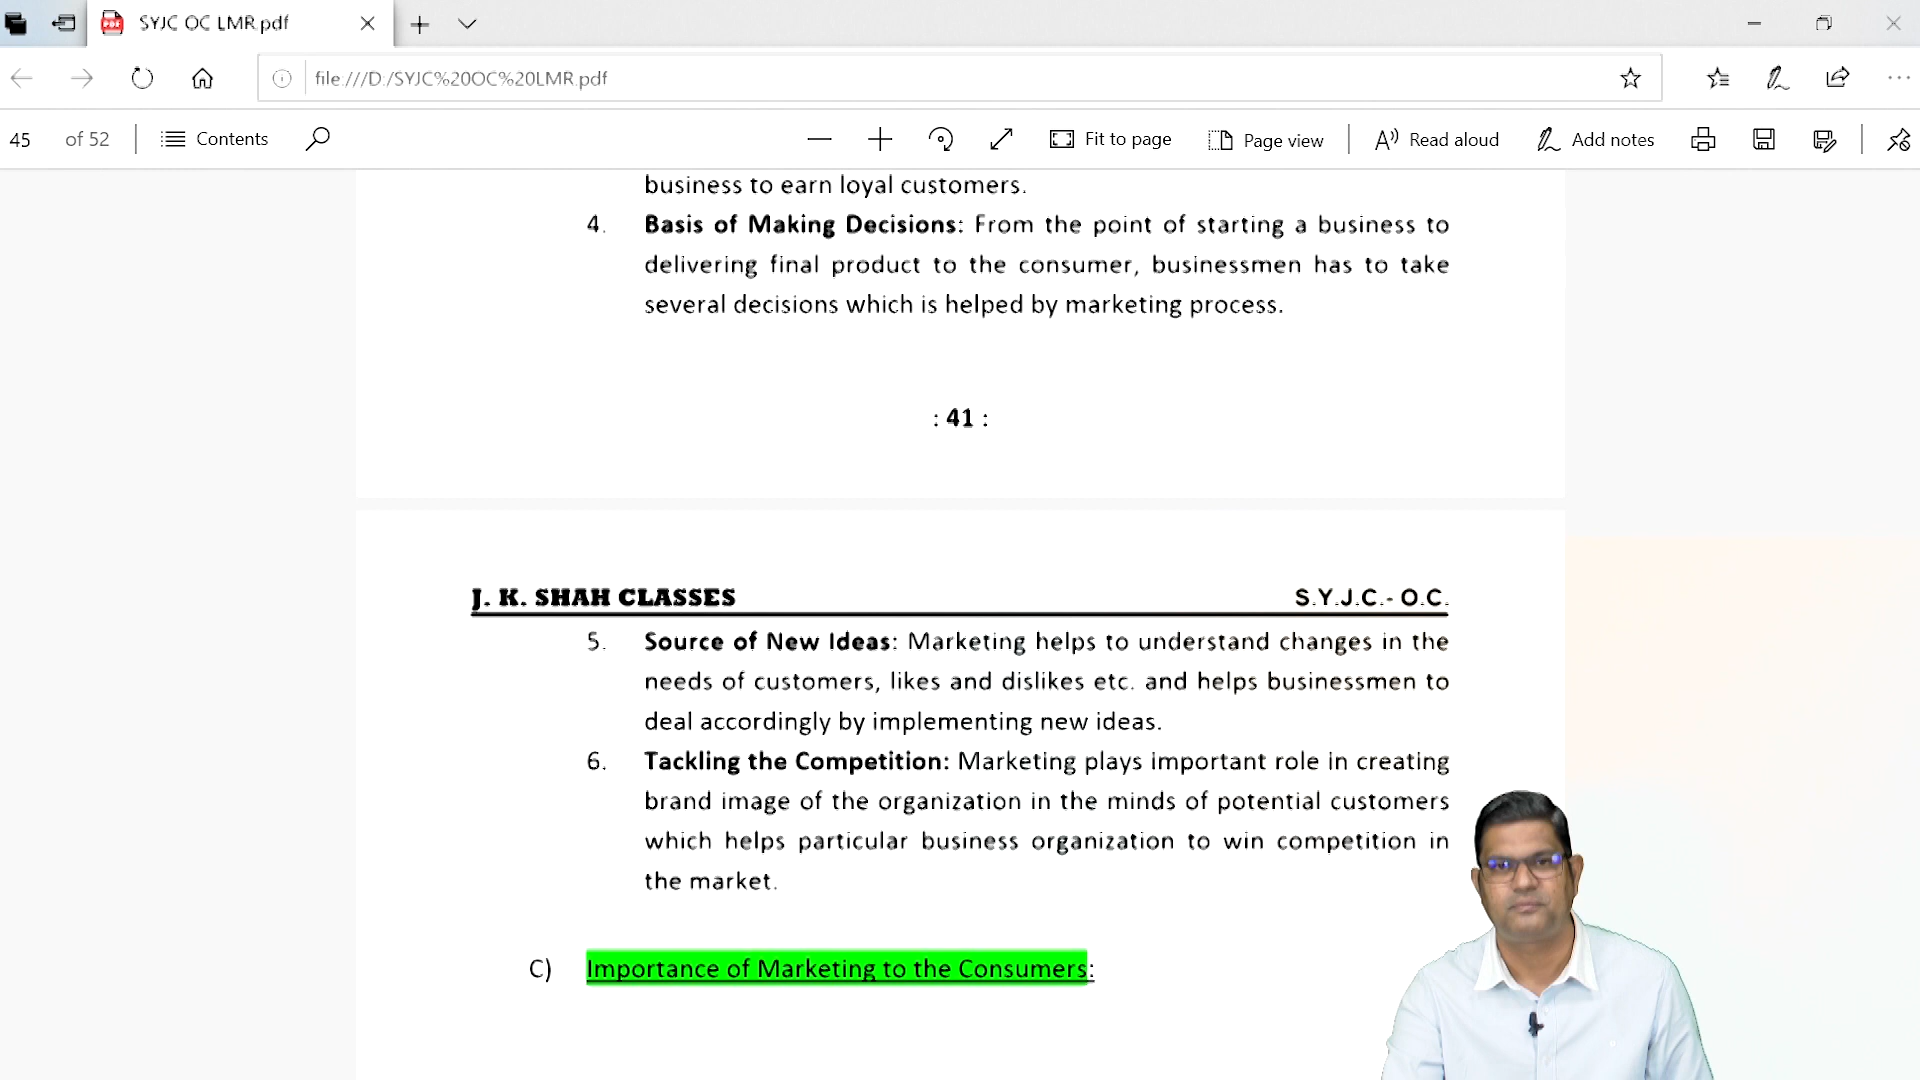 SYJC OC LMR.pdf
file:///D:/SYJC%20OC%20LMR.pdf
45 of 52 Contents Fit to page Page view Read aloud Add notes
business to earn loyal customers.
4. Basis of Making Decisions: From the point of starting a business to
delivering final product to the consumer, businessmen has to take
several decisions which is helped by marketing process.
: 41 :
J. K. SHAH CLASSES S.Y.J.C.- O.C.
5. Source of New Ideas: Marketing helps to understand changes in the
needs of customers, likes and dislikes etc. and helps businessmen to
deal accordingly by implementing new ideas.
6. Tackling the Competition: Marketing plays important role in creating
brand image of the organization in the minds of potential customers
which helps particular business organization to win competition in
the market.
C) Importance of Marketing to the Consumers: